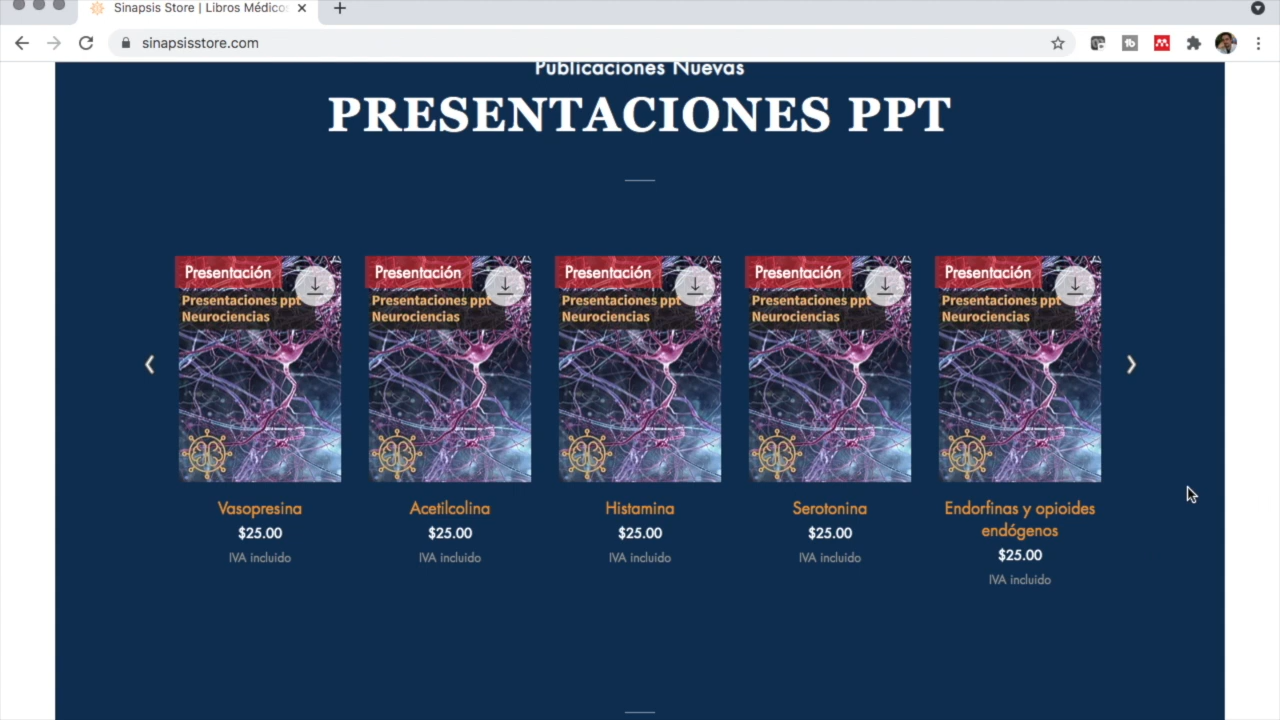 Sinapsis Store | Libros Médicos
sinapsisstore.com
Publicaciones Nuevas
PRESENTACIONES PPT
Presentación
Presentaciones ppt
Neurociencias
Presentación
Presentaciones ppt
Neurociencias
Presentación
Presentaciones ppt
Neurociencias
Presentación
Presentaciones ppt
Neurociencias
Presentación
Presentaciones ppt
Neurociencias
Vasopresina
$25.00
IVA incluido
Acetilcolina
$25.00
IVA incluido
Histamina
$25.00
IVA incluido
Serotonina
$25.00
IVA incluido
Endorfinas y opioides
endógenos
$25.00
IVA incluido